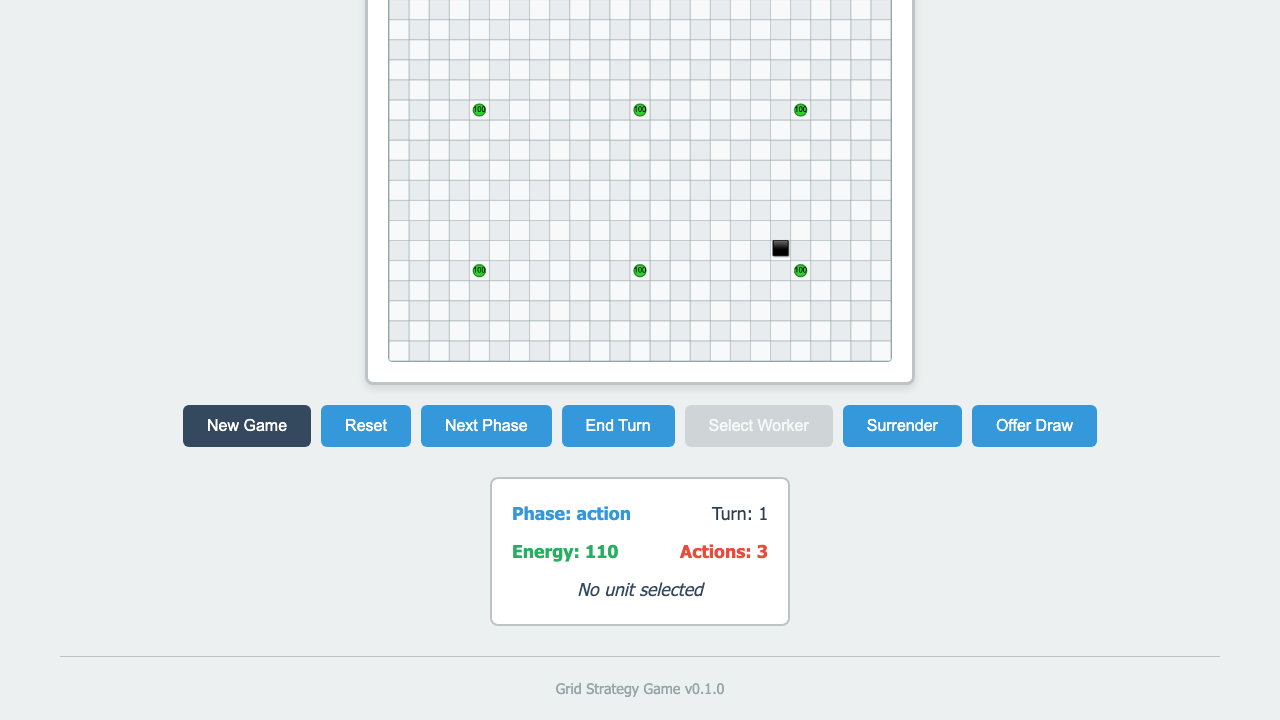 100 100 100
100 100 100
New Game Reset Next Phase End Turn Select Worker Surrender Offer Draw
Phase: action Turn: 1
Energy: 110 Actions: 3
No unit selected
Grid Strategy Game v0.1.0